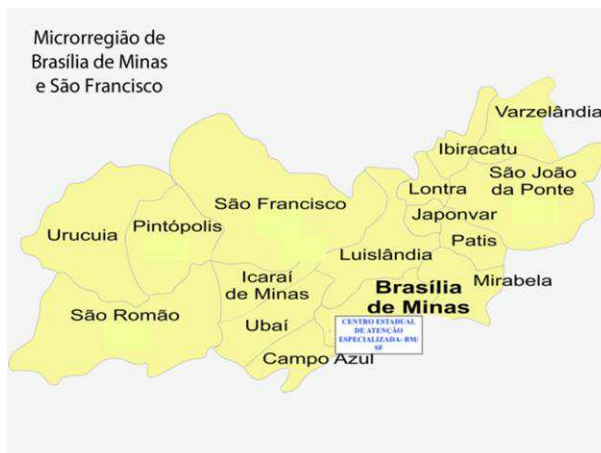 Microrregião de
Brasília de Minas
e São Francisco
Varzelândia
Ibiracatu
São João
da Ponte
Lontra
São Francisco
Japonvar
Pintópolis
Urucuia
Patis
Luislândia
Icaraí
de Minas
Mirabela
Brasília
de Minas
São Romão
Ubaí
CENTRO ESTADUAL
DE ATENÇÃO
ESPECIALIZADA- BM/
SF
Campo Azul